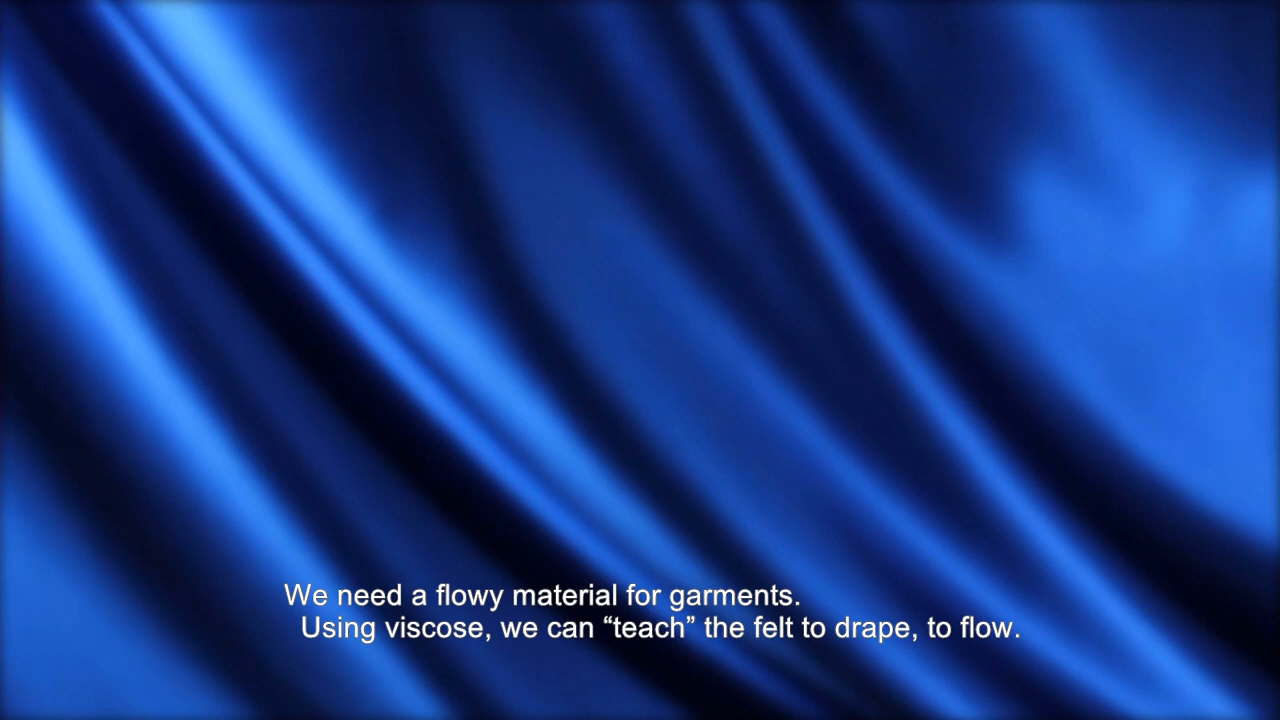 We need a flowy material for garments.
Using viscose, we can “teach” the felt to drape, to flow.